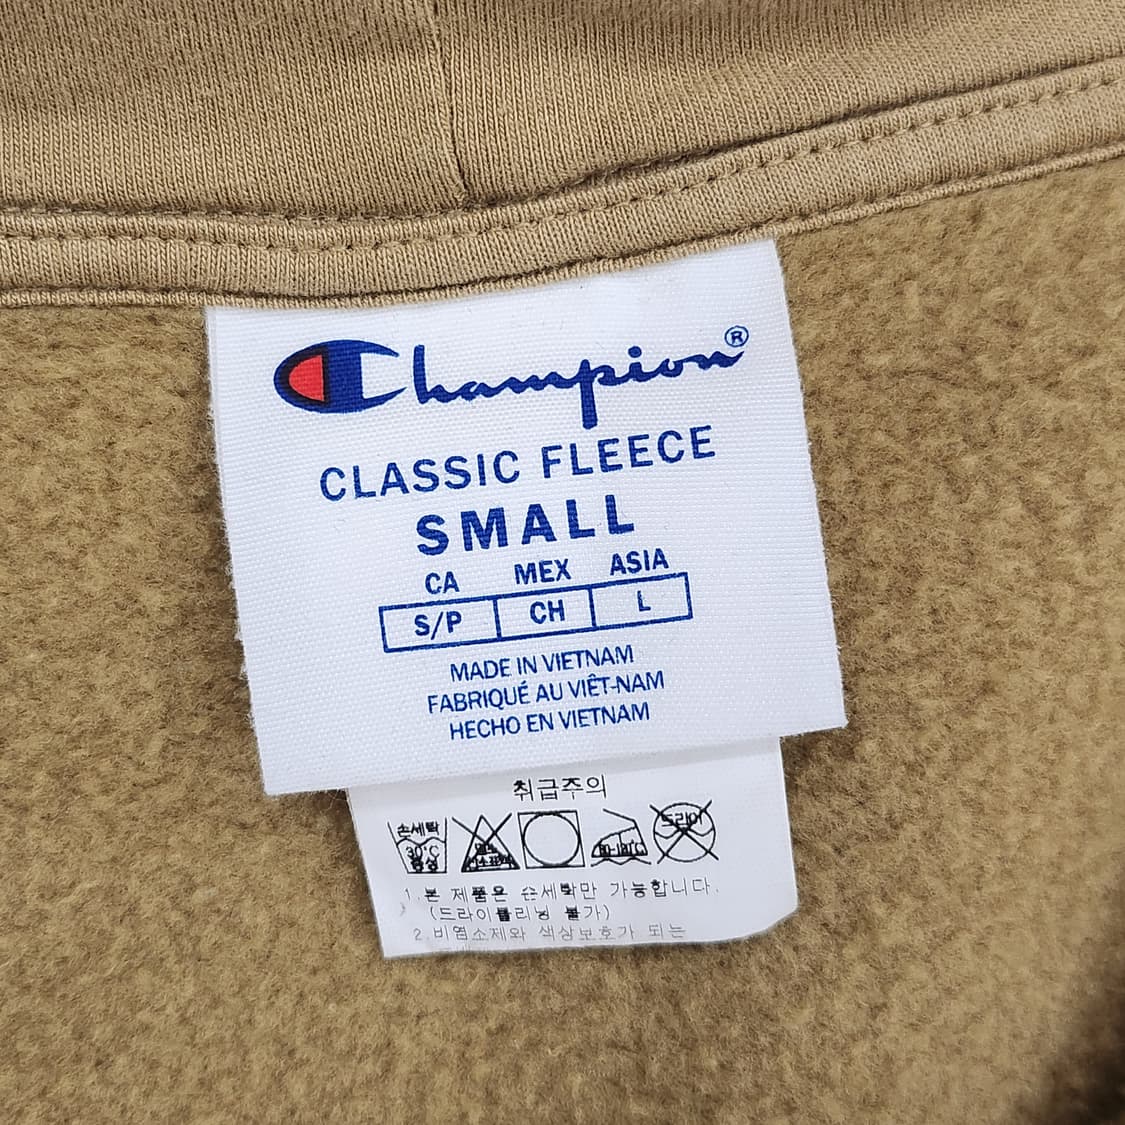 Champion®
CLASSIC FLEECE
SMALL
CA MEX ASIA
S/P CH L
MADE IN VIETNAM
FABRIQUÉ AU VIÊT-NAM
HECHO EN VIETNAM
취급주의
손세탁 드라이
30°C
중성
1.본 제품은 손세탁만 가능합니다.
(드라이클리닝 불가)
2.비염소제와 색상보호가 되는